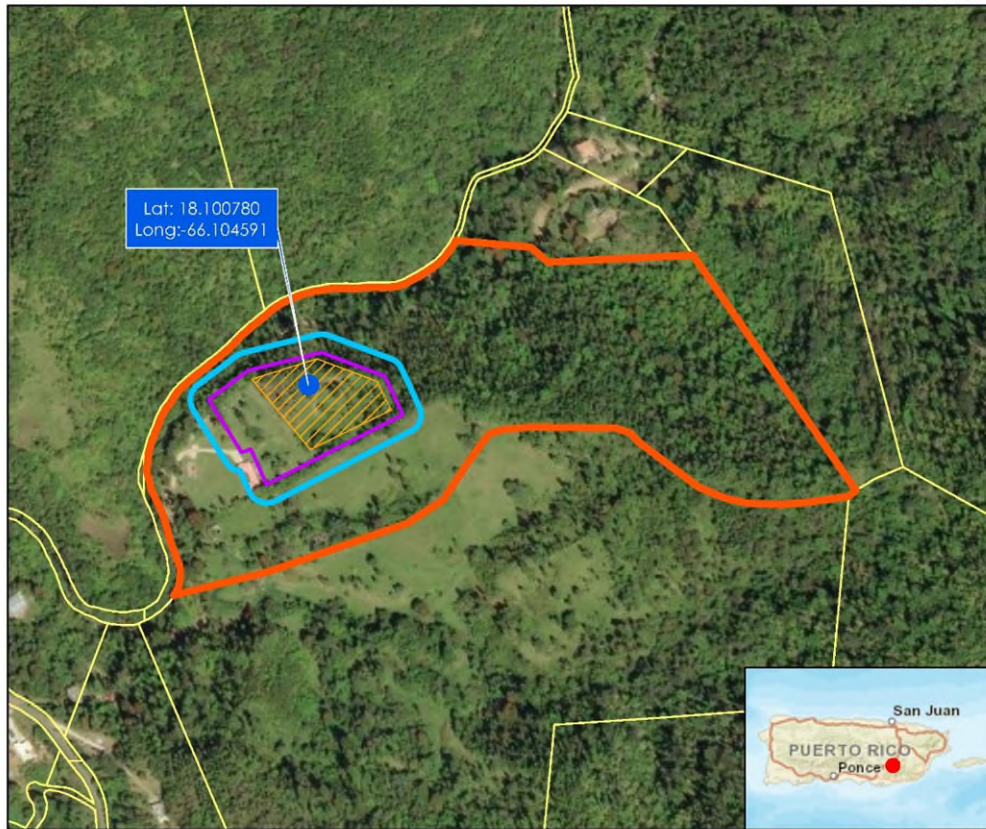 Lat: 18.100780
Long:-66.104591
San Juan
PUERTO RICO
Ponce